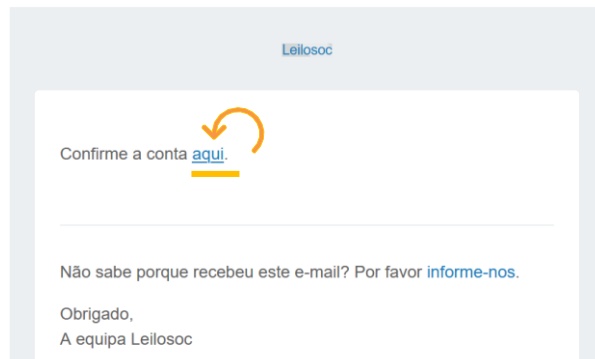 Leilosoc
Confirme a conta aqui.
Não sabe porque recebeu este e-mail? Por favor informe-nos.
Obrigado,
A equipa Leilosoc